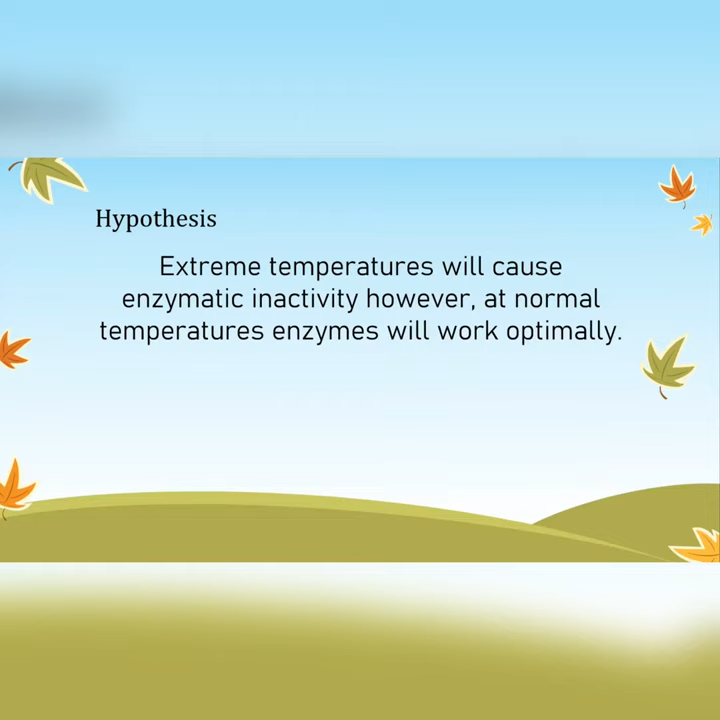 Hypothesis
Extreme temperatures will cause
enzymatic inactivity however, at normal
temperatures enzymes will work optimally.